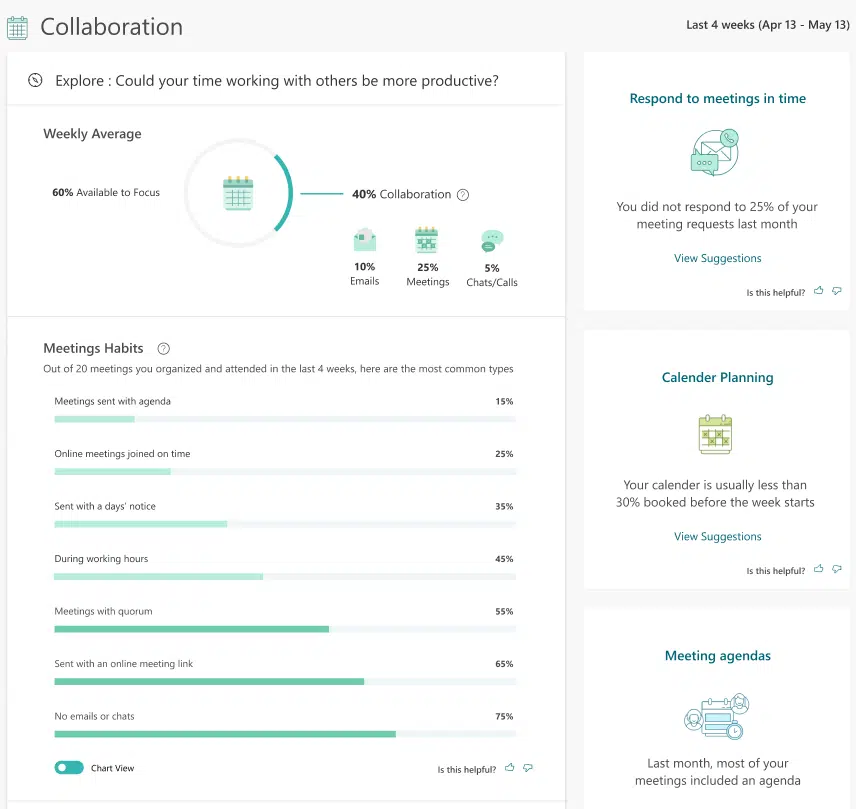 Collaboration
Last 4 weeks (Apr 13 - May 13)
Explore : Could your time working with others be more productive?
Weekly Average
60% Available to Focus
40% Collaboration ?
10%
Emails
25%
Meetings
5%
Chats/Calls
Meetings Habits ?
Out of 20 meetings you organized and attended in the last 4 weeks, here are the most common types
Meetings sent with agenda 15%
Online meetings joined on time 25%
Sent with a days' notice 35%
During working hours 45%
Meetings with quorum 55%
Sent with an online meeting link 65%
No emails or chats 75%
Chart View
Is this helpful?
Respond to meetings in time
You did not respond to 25% of your
meeting requests last month
View Suggestions
Is this helpful?
Calender Planning
Your calender is usually less than
30% booked before the week starts
View Suggestions
Is this helpful?
Meeting agendas
Last month, most of your
meetings included an agenda